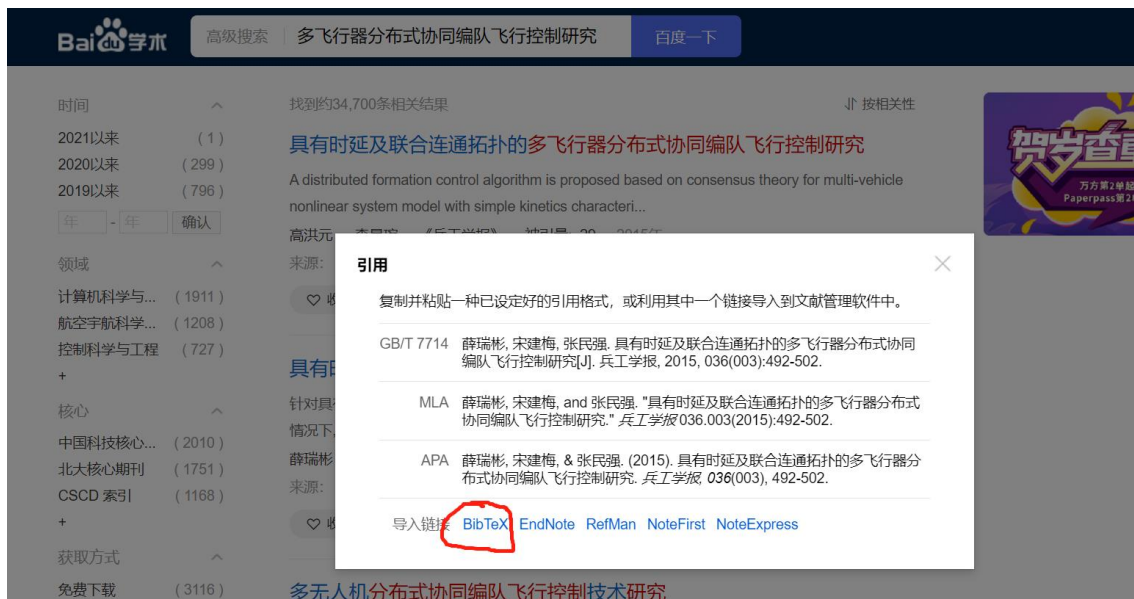 Bai du 学术
高级搜索 多飞行器分布式协同编队飞行控制研究 百度一下
时间
2021以来 (1)
2020以来 (299)
2019以来 (796)
年 - 年 确认
领域
计算机科学与... (1911)
航空宇航科学... (1208)
控制科学与工程 (727)
+
核心
中国科技核心... (2010)
北大核心期刊 (1751)
CSCD 索引 (1168)
+
获取方式
免费下载 (3116)
找到约34,700条相关结果 按相关性
具有时延及联合连通拓扑的多飞行器分布式协同编队飞行控制研究
A distributed formation control algorithm is proposed based on consensus theory for multi-vehicle
nonlinear system model with simple kinetics characteri...
高洪元
来源:
♡
具有
针对具
情况下,
薛瑞彬
来源:
♡
多无人机分布式协同编队飞行控制技术研究
贺岁香
万方第2单
Paperpass第2
引用
复制并粘贴一种已设定好的引用格式，或利用其中一个链接导入到文献管理软件中。
GB/T 7714 薛瑞彬, 宋建梅, 张民强. 具有时延及联合连通拓扑的多飞行器分布式协同
编队飞行控制研究[J]. 兵工学报, 2015, 036(003):492-502.
MLA 薛瑞彬, 宋建梅, and 张民强. "具有时延及联合连通拓扑的多飞行器分布式
协同编队飞行控制研究." 兵工学报 036.003(2015):492-502.
APA 薛瑞彬, 宋建梅, & 张民强. (2015). 具有时延及联合连通拓扑的多飞行器分
布式协同编队飞行控制研究. 兵工学报, 036(003), 492-502.
导入链接 BibTeX EndNote RefMan NoteFirst NoteExpress